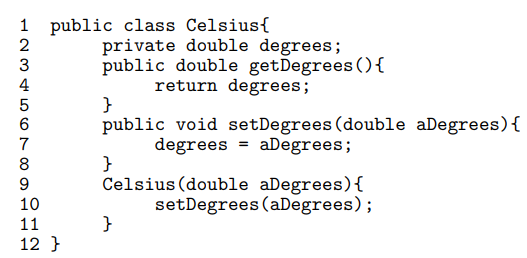 1 public class Celsius{
2 private double degrees;
3 public double getDegrees(){
4 return degrees;
5 }
6 public void setDegrees(double aDegrees){
7 degrees = aDegrees;
8 }
9 Celsius(double aDegrees){
10 setDegrees(aDegrees);
11 }
12 }